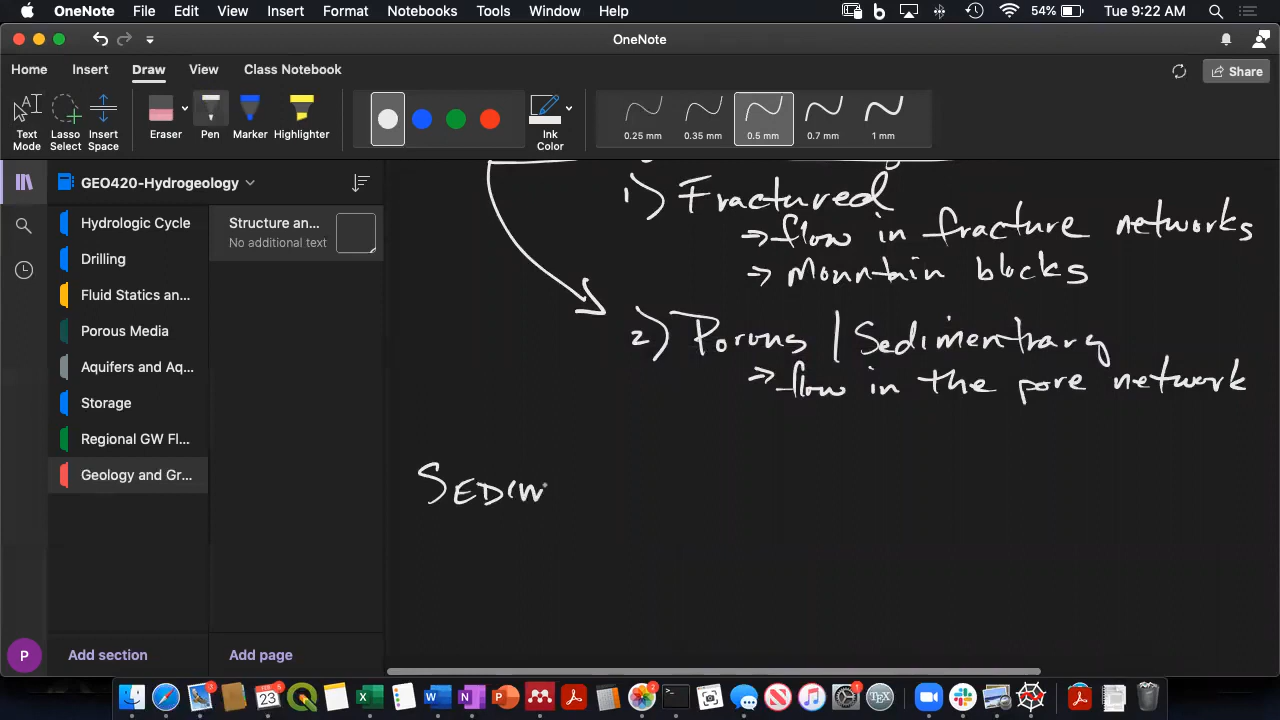 OneNote File Edit View Insert Format Notebooks Tools Window Help 54% Tue 9:22 AM
OneNote
Home Insert Draw View Class Notebook Share
Text Mode Lasso Select Insert Space Eraser Pen Marker Highlighter Ink Color 0.25 mm 0.35 mm 0.5 mm 0.7 mm 1 mm
GEO420-Hydrogeology
Hydrologic Cycle
Drilling
Fluid Statics an...
Porous Media
Aquifers and Aq...
Storage
Regional GW Fl...
Geology and Gr...
Structure an...
No additional text
1) Fractured
→ flow in fracture networks
→ Mountain blocks
2) Porous / Sedimentrary
→ flow in the pore network
SEDIM
P
Add section
Add page